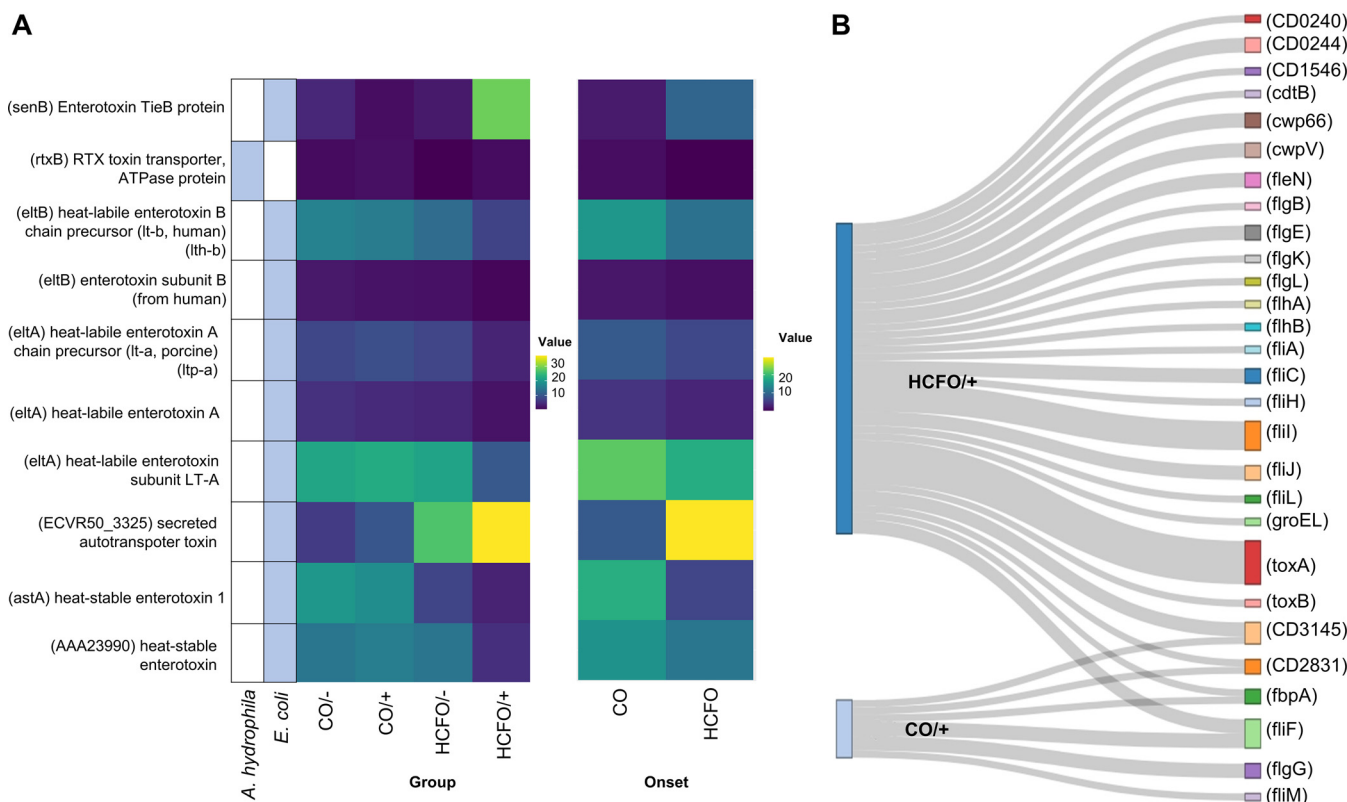 A
(senB) Enterotoxin TieB protein
(rtxB) RTX toxin transporter,
ATPase protein
(eltB) heat-labile enterotoxin B
chain precursor (lt-b, human)
(lth-b)
(eltB) enterotoxin subunit B
(from human)
(eltA) heat-labile enterotoxin A
chain precursor (lt-a, porcine)
(ltp-a)
(eltA) heat-labile enterotoxin A
(eltA) heat-labile enterotoxin
subunit LT-A
(ECVR50_3325) secreted
autotranspoter toxin
(astA) heat-stable enterotoxin 1
(AAA23990) heat-stable
enterotoxin
A. hydrophila
E. coli
CO/-
CO/+
HCFO/-
HCFO/+
Group
Value
30
20
10
CO
HCFO
Onset
Value
20
10
B
HCFO/+
CO/+
(CD0240)
(CD0244)
(CD1546)
(cdtB)
(cwp66)
(cwpV)
(fleN)
(flgB)
(flgE)
(flgK)
(flgL)
(flhA)
(flhB)
(fliA)
(fliC)
(fliH)
(fliI)
(fliJ)
(fliL)
(groEL)
(toxA)
(toxB)
(CD3145)
(CD2831)
(fbpA)
(fliF)
(flgG)
(fliM)